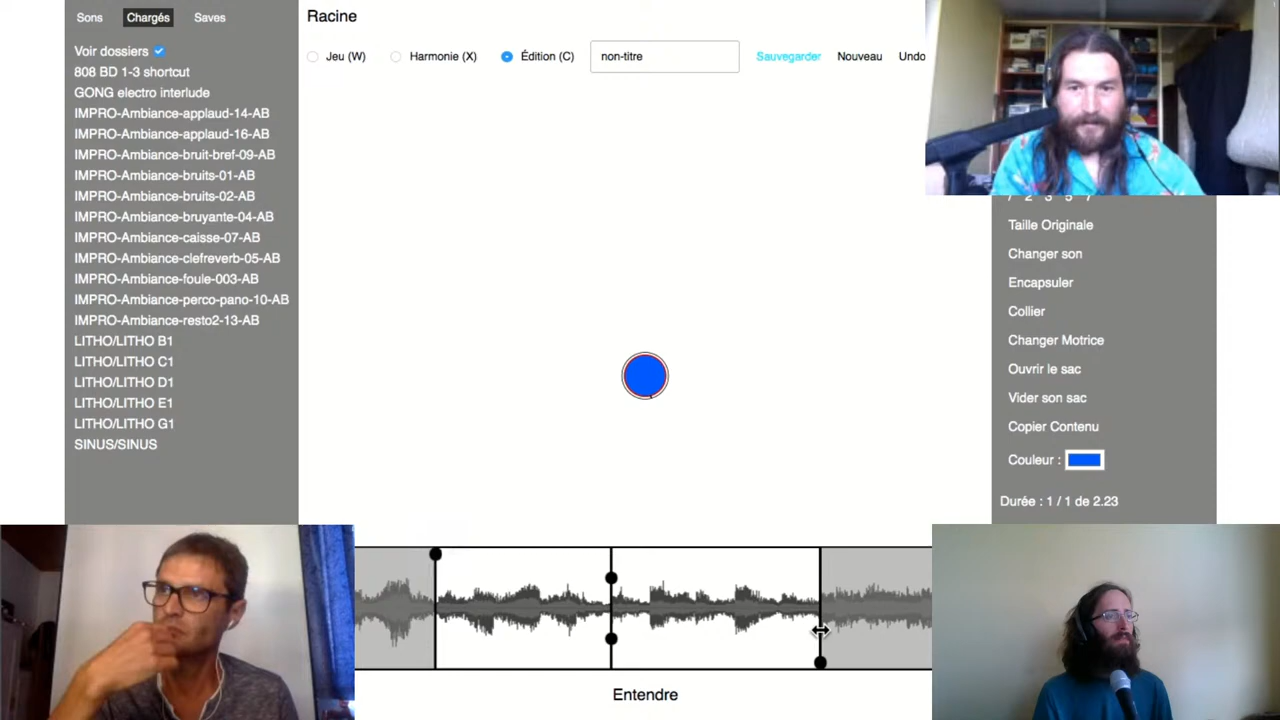 Sons Chargés Saves
Voir dossiers
808 BD 1-3 shortcut
GONG electro interlude
IMPRO-Ambiance-applaud-14-AB
IMPRO-Ambiance-applaud-16-AB
IMPRO-Ambiance-bruit-bref-09-AB
IMPRO-Ambiance-bruits-01-AB
IMPRO-Ambiance-bruits-02-AB
IMPRO-Ambiance-bruyante-04-AB
IMPRO-Ambiance-caisse-07-AB
IMPRO-Ambiance-clefreverb-05-AB
IMPRO-Ambiance-foule-003-AB
IMPRO-Ambiance-perco-pano-10-AB
IMPRO-Ambiance-resto2-13-AB
LITHO/LITHO B1
LITHO/LITHO C1
LITHO/LITHO D1
LITHO/LITHO E1
LITHO/LITHO G1
SINUS/SINUS
Racine
Jeu (W) Harmonie (X) Édition (C) non-titre Sauvegarder Nouveau Undo
/ 2 3 5 7
Taille Originale
Changer son
Encapsuler
Collier
Changer Motrice
Ouvrir le sac
Vider son sac
Copier Contenu
Couleur :
Durée : 1 / 1 de 2.23
Entendre